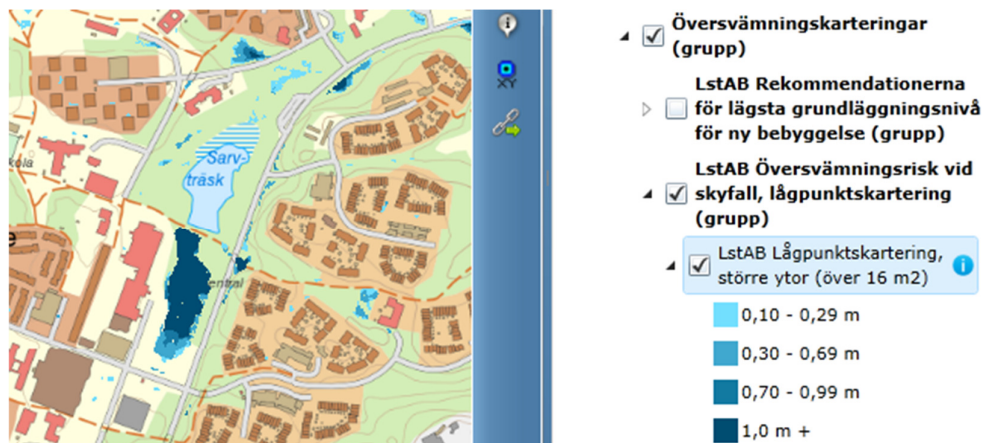 Sarv-
träsk
kola
e
entral
XY
Översvämningskarteringar
(grupp)
LstAB Rekommendationerna
för lägsta grundläggningsnivå
för ny bebyggelse (grupp)
LstAB Översvämningsrisk vid
skyfall, lågpunktskartering
(grupp)
LstAB Lågpunktskartering,
större ytor (över 16 m2)
0,10 - 0,29 m
0,30 - 0,69 m
0,70 - 0,99 m
1,0 m +